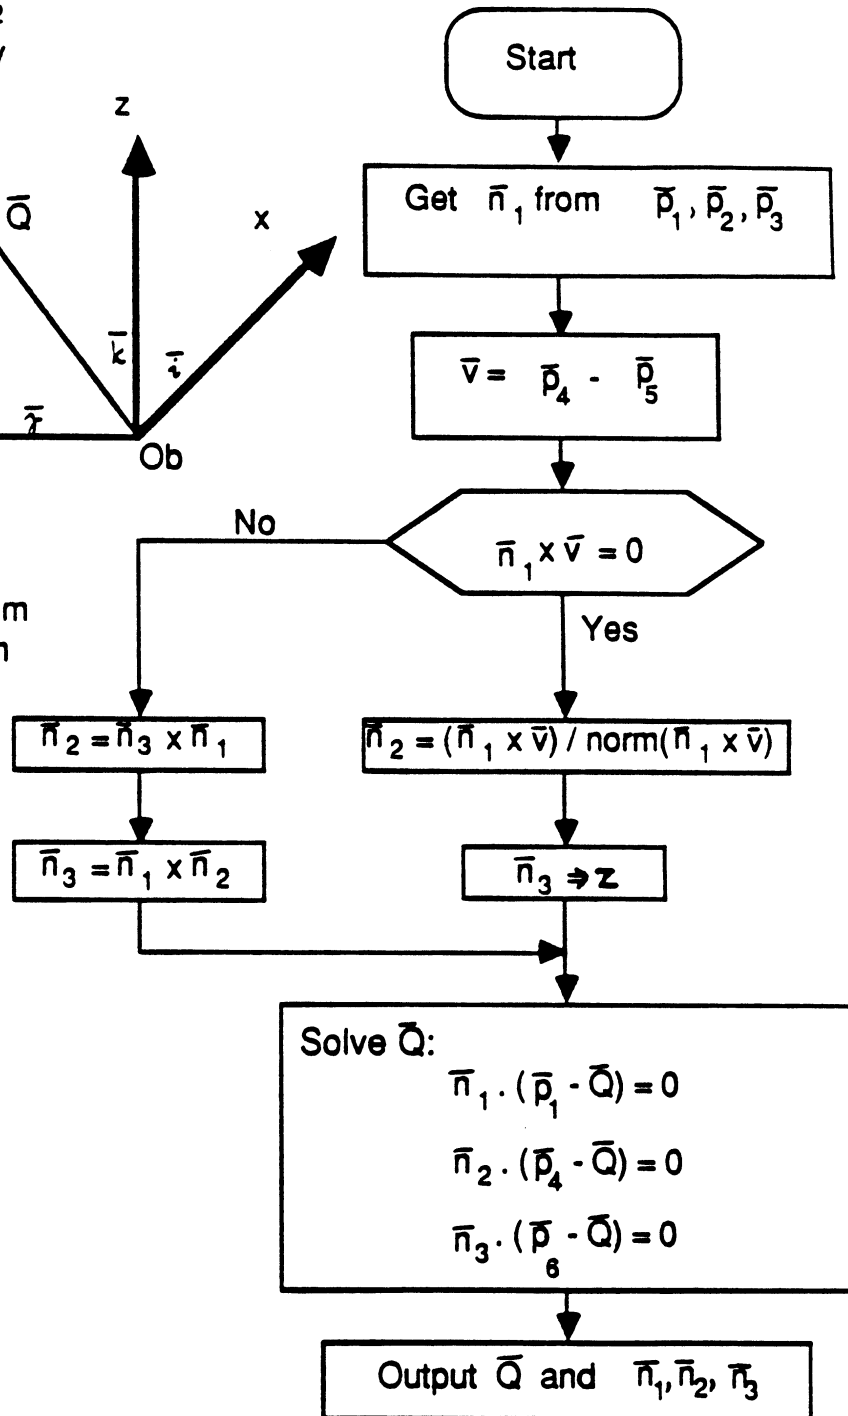 z
Q̄
x
k̄
ī
j̄
Ob
Start
Get n̄₁ from p̄₁, p̄₂, p̄₃
v̄ = p̄₄ - p̄₅
n̄₁ x v̄ = 0
No
Yes
n̄₂ = n̄₃ x n̄₁
n̄₂ = (n̄₁ x v̄) / norm(n̄₁ x v̄)
n̄₃ = n̄₁ x n̄₂
n̄₃ ⇒ z
Solve Q̄:
n̄₁ . (p̄₁ - Q̄) = 0
n̄₂ . (p̄₄ - Q̄) = 0
n̄₃ . (p̄₆ - Q̄) = 0
Output Q̄ and n̄₁, n̄₂, n̄₃